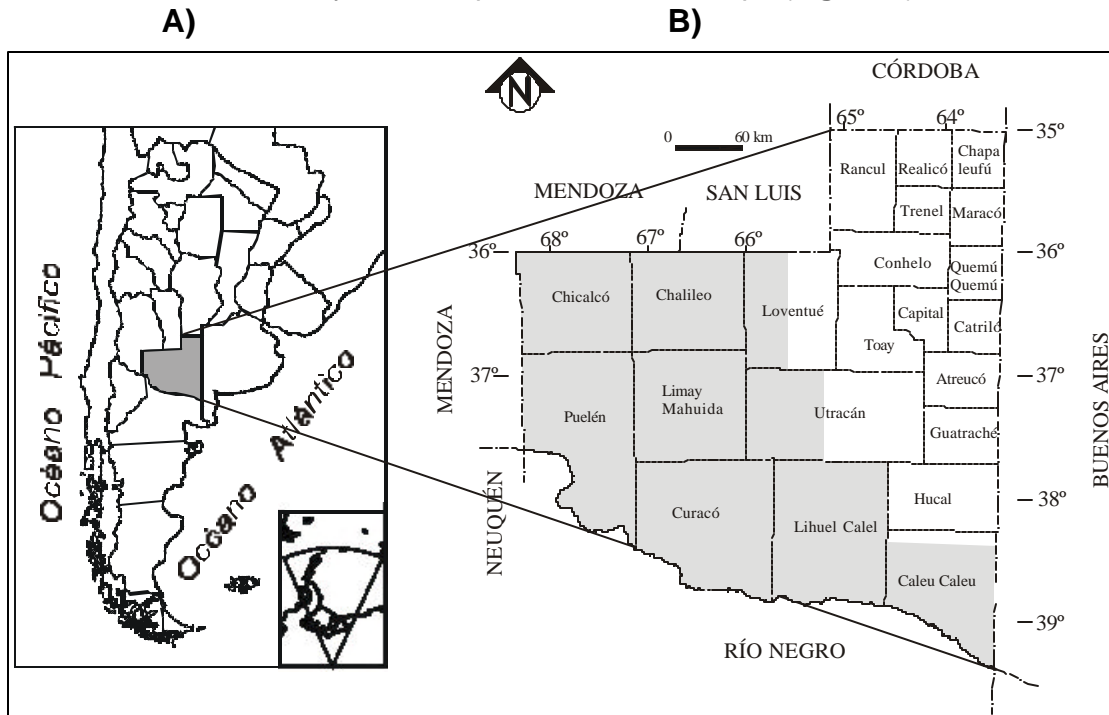 A)
B)
CÓRDOBA
N
65º
64º
35º
0
60 km
Rancul
Realicó
Chapa
leufú
MENDOZA
SAN LUIS
Trenel
Maracó
36º
68º
67º
66º
36º
Conhelo
Quemú
Quemú
Chicalcó
Chalileo
Loventué
Capital
Catriló
Toay
MENDOZA
37º
Limay
Mahuida
Atreucó
37º
Puelén
Utracán
Guatraché
BUENOS AIRES
Océano Pácifico
Océano Atlántico
NEUQUÉN
Curacó
Lihuel Calel
Hucal
38º
Caleu Caleu
39º
RÍO NEGRO